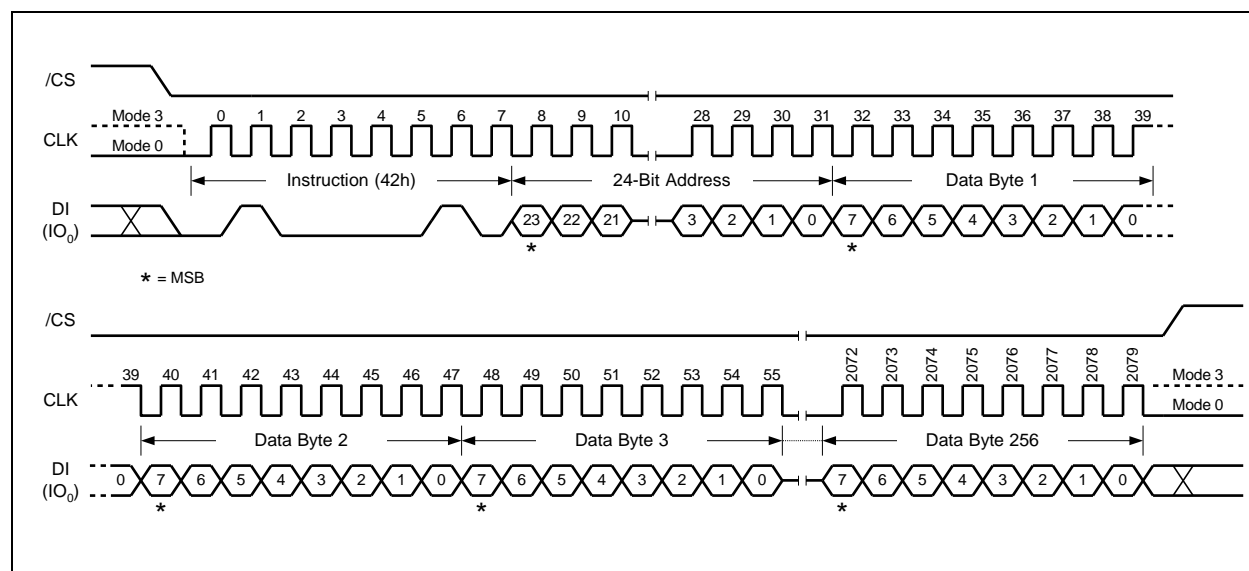 /CS
Mode 3
0 1 2 3 4 5 6 7 8 9 10 28 29 30 31 32 33 34 35 36 37 38 39
CLK
Mode 0
Instruction (42h) 24-Bit Address Data Byte 1
DI
(IO0)
23 22 21 3 2 1 0 7 6 5 4 3 2 1 0
* *
* = MSB
/CS
39 40 41 42 43 44 45 46 47 48 49 50 51 52 53 54 55 2072 2073 2074 2075 2076 2077 2078 2079
Mode 3
CLK
Mode 0
Data Byte 2 Data Byte 3 Data Byte 256
DI
(IO0)
0 7 6 5 4 3 2 1 0 7 6 5 4 3 2 1 0 7 6 5 4 3 2 1 0
* * *